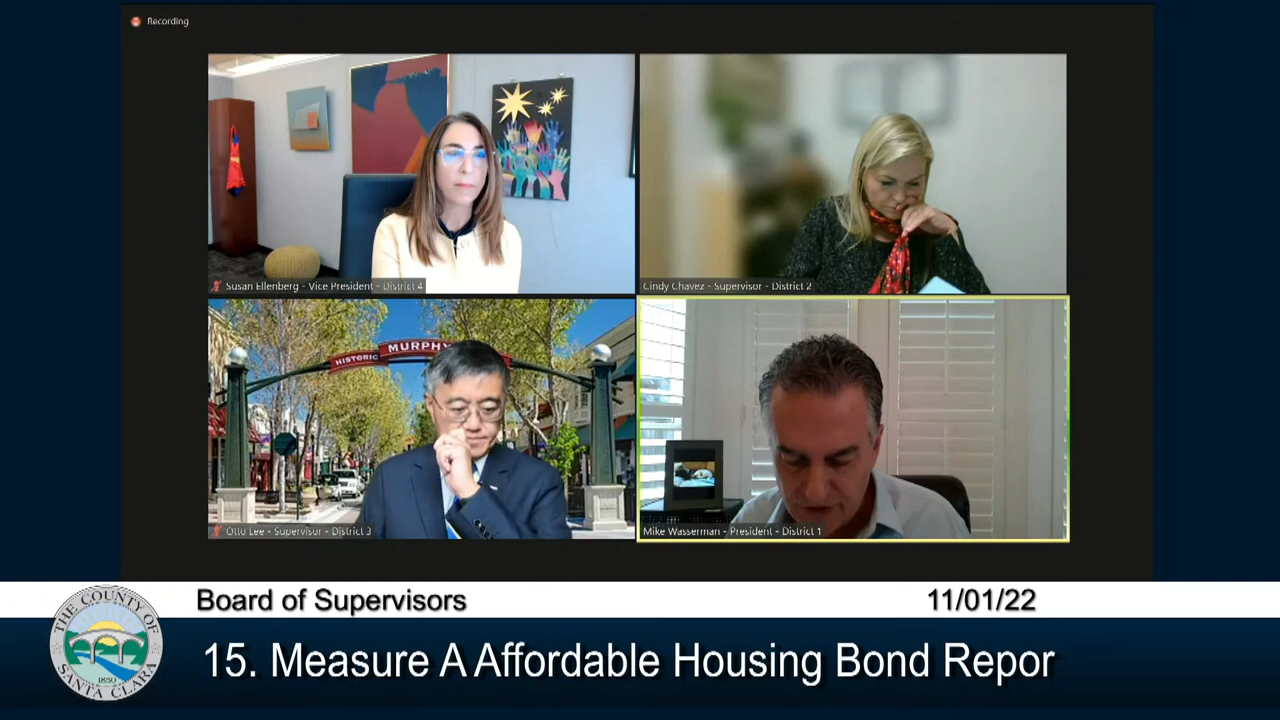 Recording
Susan Ellenberg - Vice President - District 4
Cindy Chavez - Supervisor - District 2
HISTORIC MURPHY
Otto Lee - Supervisor - District 3
Mike Wasserman - President - District 1
Board of Supervisors
11/01/22
THE COUNTY OF
SANTA CLARA
1850
15. Measure A Affordable Housing Bond Repor